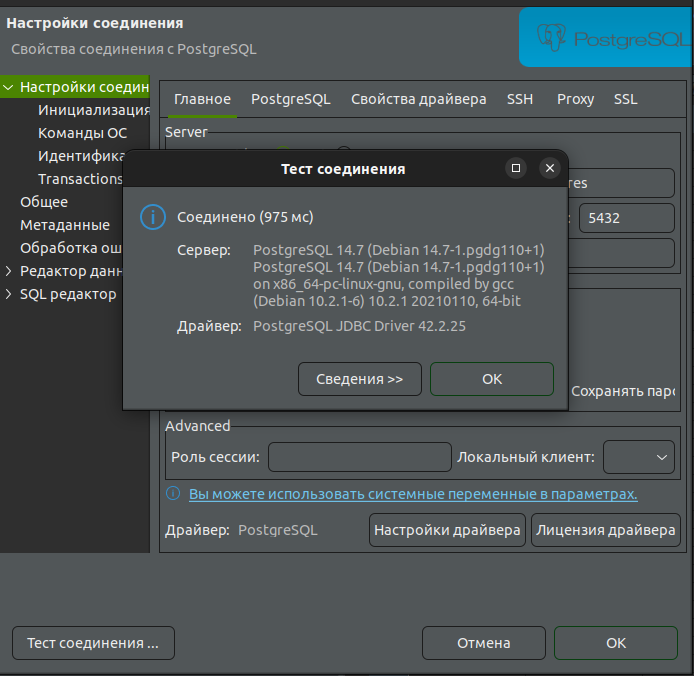 Настройки соединения
Свойства соединения с PostgreSQL
PostgreSQL
Настройки соедин
Инициализация
Команды ОС
Идентифика
Transactions
Общее
Метаданные
Обработка ош
Редактор данн
SQL редактор
Главное PostgreSQL Свойства драйвера SSH Proxy SSL
Server
res
5432
Тест соединения
Соединено (975 мс)
Сервер: PostgreSQL 14.7 (Debian 14.7-1.pgdg110+1)
PostgreSQL 14.7 (Debian 14.7-1.pgdg110+1)
on x86_64-pc-linux-gnu, compiled by gcc
(Debian 10.2.1-6) 10.2.1 20210110, 64-bit
Драйвер: PostgreSQL JDBC Driver 42.2.25
Сведения >> OK
Сохранять паро
Advanced
Роль сессии: Локальный клиент:
Вы можете использовать системные переменные в параметрах.
Драйвер: PostgreSQL Настройки драйвера Лицензия драйвера
Тест соединения ... Отмена OK